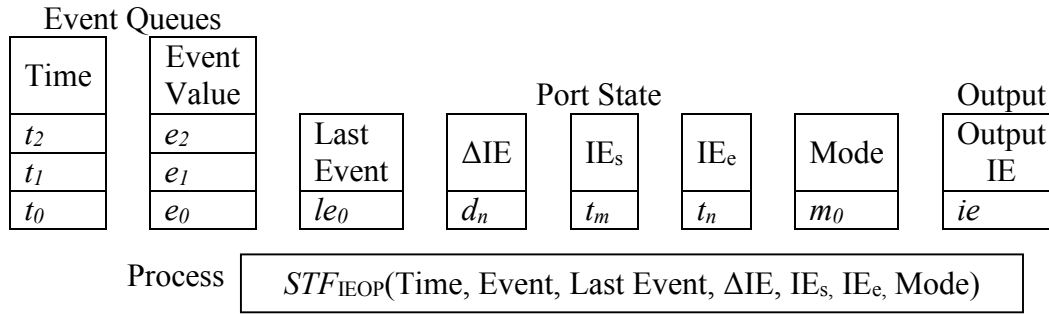 Event Queues
Time
Event Value
Port State
Output
Last Event
ΔIE
IEs
IEe
Mode
Output IE
t2 e2
t1 e1
t0 e0 le0 dn tm tn m0 ie
Process
STFIEOP(Time, Event, Last Event, ΔIE, IEs, IEe, Mode)